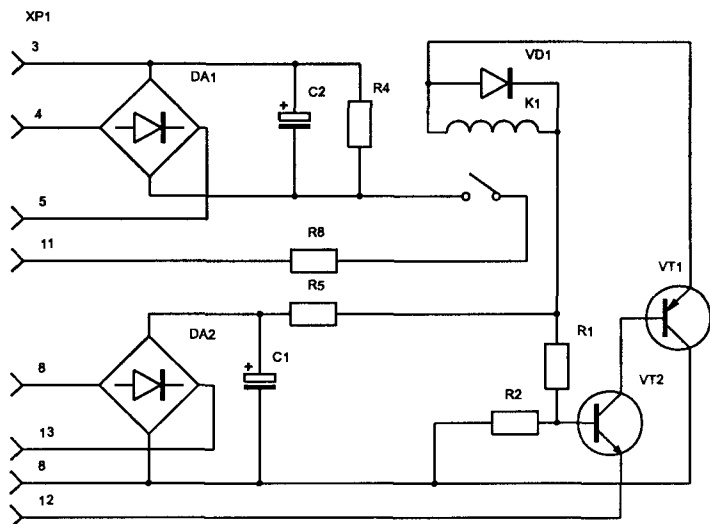 XP1
3
DA1
C2
+
R4
VD1
K1
4
5
11
R8
R5
VT1
DA2
C1
+
R1
8
R2
VT2
13
8
12